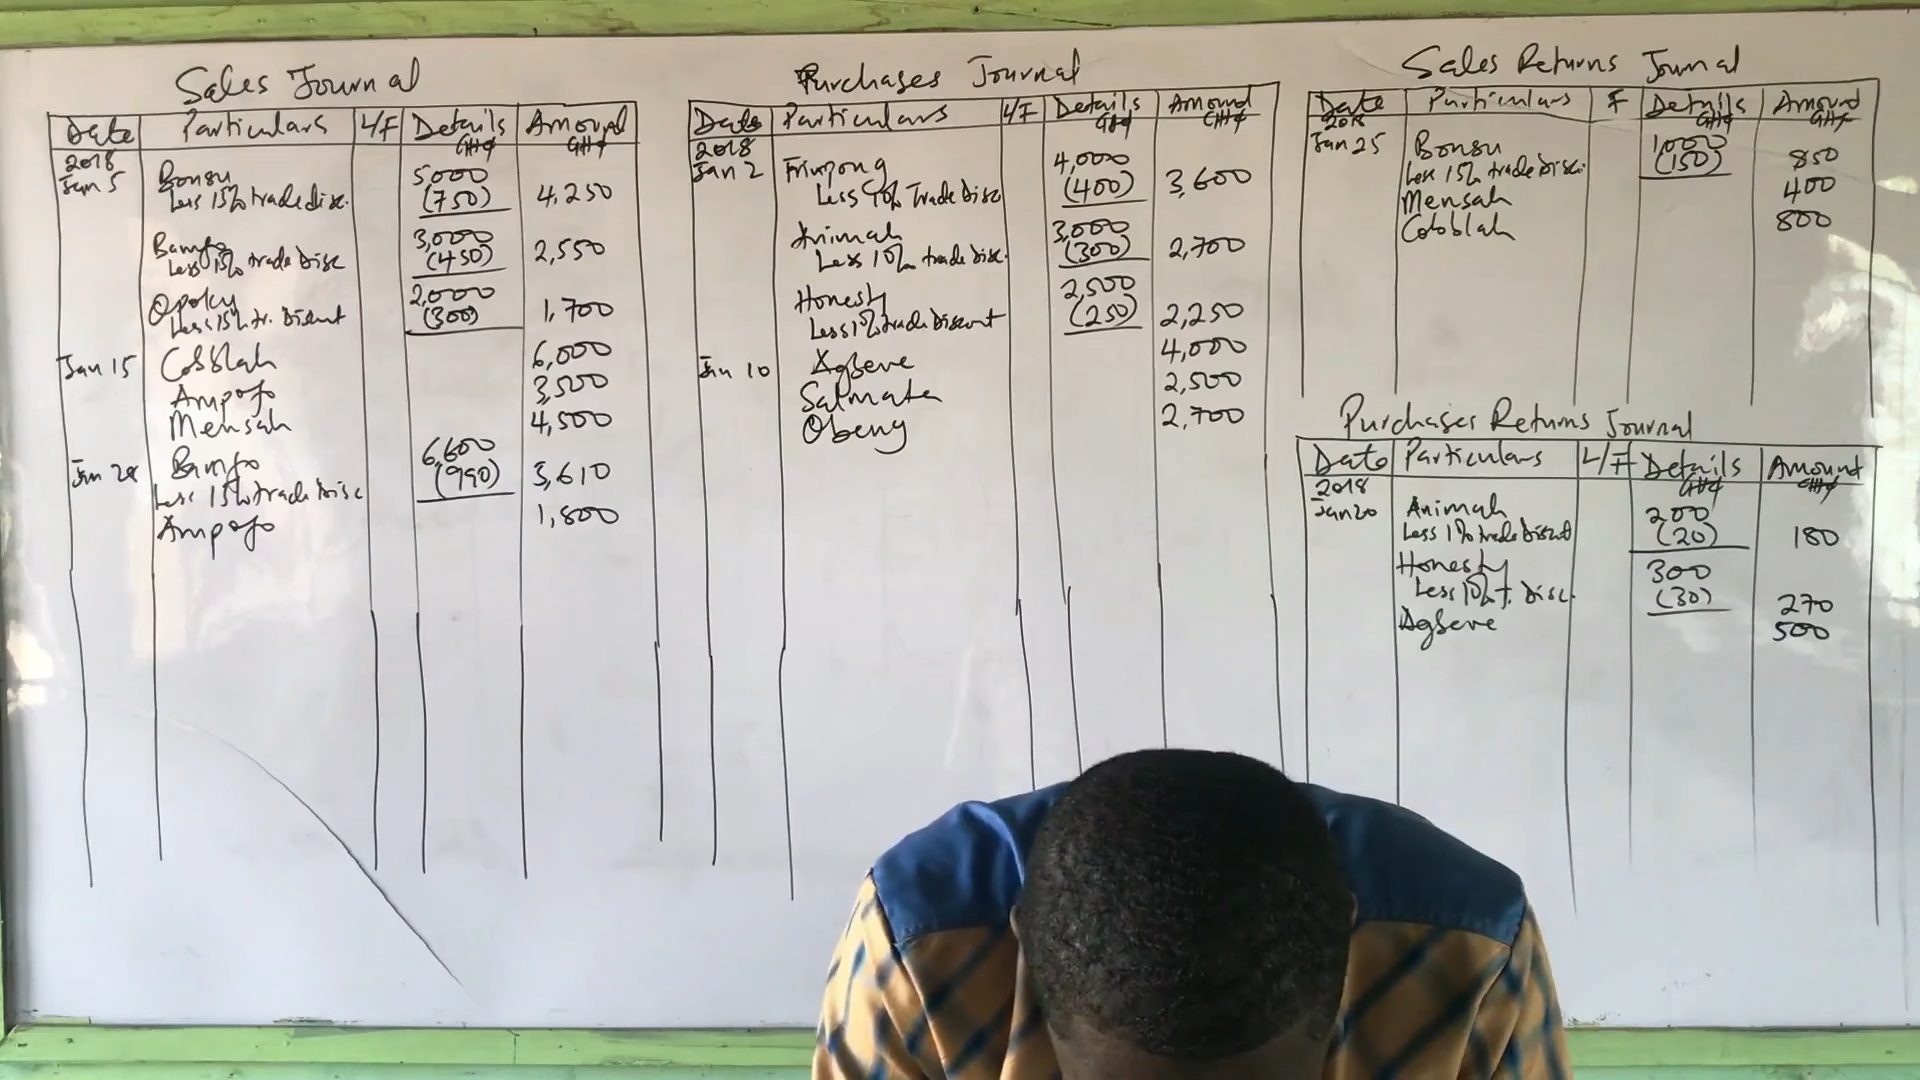 Sales Journal
Date Particulars L/F Details Amount
GH¢ GH¢
2018
Jan 5 Bonsu 5000
Less 15% trade disc. (750) 4,250
Bamfo 3,000
Less 15% trade Disc (450) 2,550
Opoku 2,000
Less 15% tr. Discount (300) 1,700
Jan 15 Cobblah 6,000
Ampofo 3,500
Mensah 4,500
Jan 28 Bamfo 6,600
Less 15% trade Disc (990) 5,610
Ampofo 1,800
Purchases Journal
Date Particulars L/F Details Amount
GH¢ GH¢
2018
Jan 2 Frimpong 4,000
Less 10% Trade Disc (400) 3,600
Animah 3,000
Less 10% trade disc. (300) 2,700
Honesty 2,500
Less 10% trade Discount (250) 2,250
Jan 10 Agbeve 4,000
Salmata 2,500
Obeng 2,700
Sales Returns Journal
Date Particulars F Details Amount
2018 GH¢ GH¢
Jan 25 Bonsu 1,000
Less 15% trade Disc. (150) 850
Mensah 400
Cobblah 800
Purchases Returns Journal
Date Particulars L/F Details Amount
GH¢ GH¢
2018
Jan 20 Animah 200
Less 10% trade Discount (20) 180
Honesty 300
Less 10% t. Disc. (30) 270
Agbeve 500